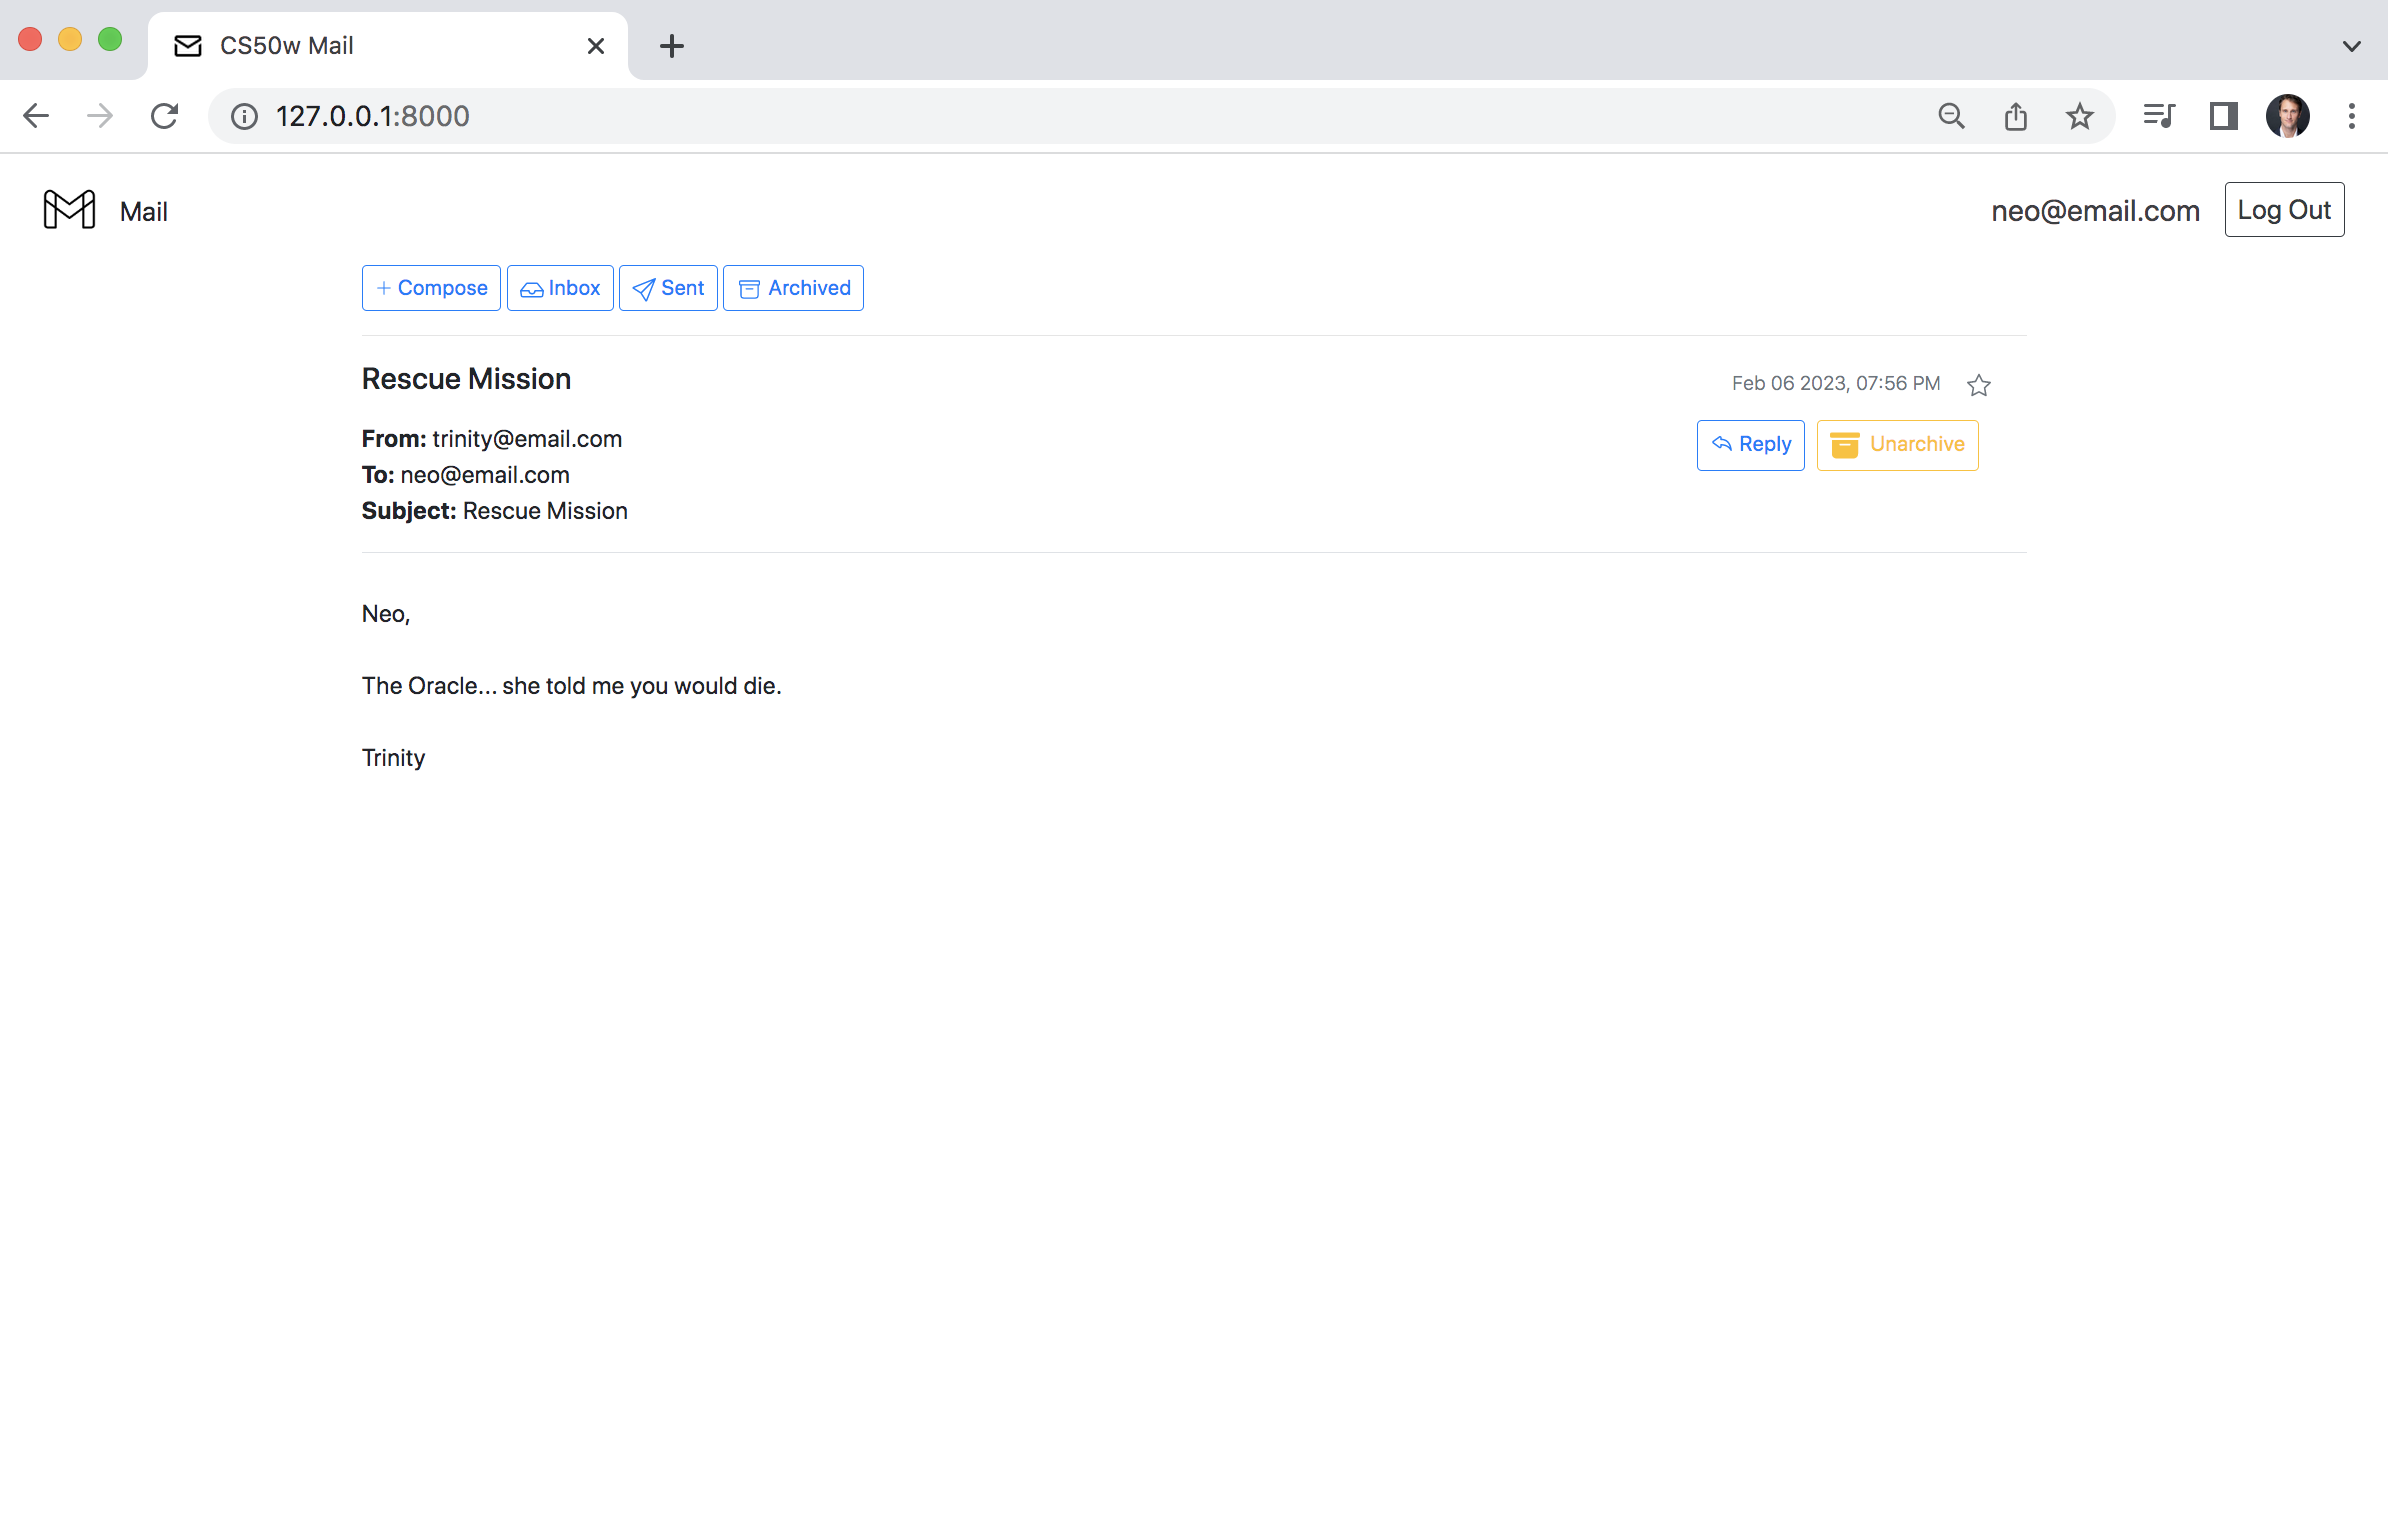 CS50w Mail
127.0.0.1:8000
Mail
neo@email.com
Log Out
Compose
Inbox
Sent
Archived
Rescue Mission
Feb 06 2023, 07:56 PM
From: trinity@email.com
Reply
Unarchive
To: neo@email.com
Subject: Rescue Mission
Neo,
The Oracle... she told me you would die.
Trinity